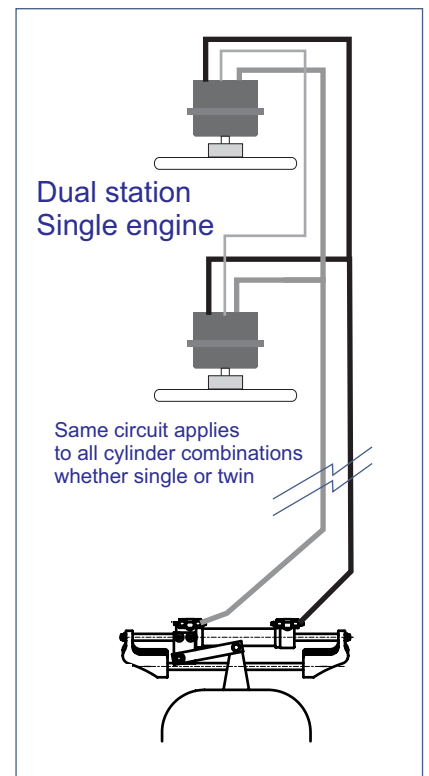 Dual station
Single engine
Same circuit applies
to all cylinder combinations
whether single or twin